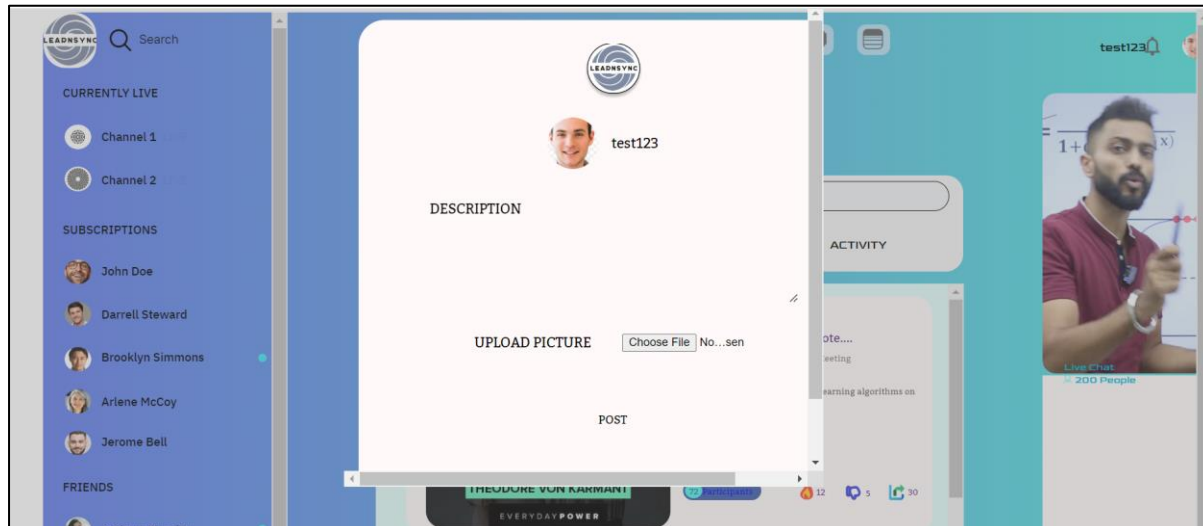 LEADNSYNC
Search
CURRENTLY LIVE
Channel 1
Channel 2
SUBSCRIPTIONS
John Doe
Darrell Steward
Brooklyn Simmons
Arlene McCoy
Jerome Bell
FRIENDS
LEADNSYNC
test123
DESCRIPTION
UPLOAD PICTURE
Choose File No...sen
POST
test123
ACTIVITY
ote....
eeting
earning algorithms on
THEODORE VON KARMANT
EVERYDAYPOWER
72 Participants
12
5
30
1+
x)
Live Chat
200 People